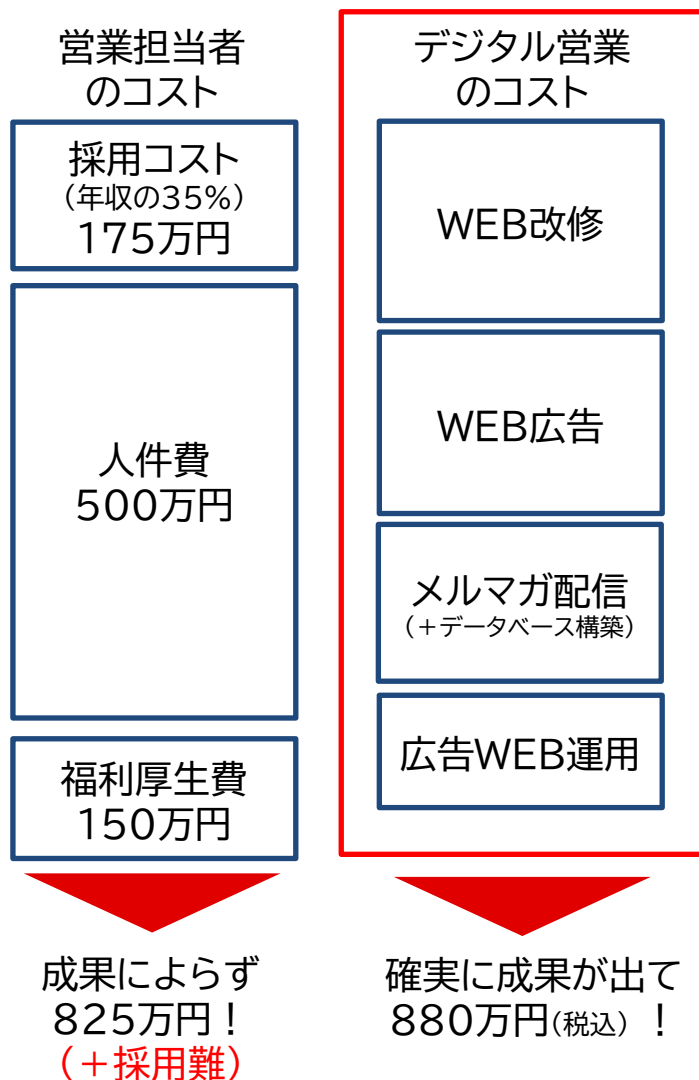 営業担当者
のコスト
採用コスト
(年収の35%)
175万円
人件費
500万円
福利厚生費
150万円
成果によらず
825万円！
(＋採用難)
デジタル営業
のコスト
WEB改修
WEB広告
メルマガ配信
(＋データベース構築)
広告WEB運用
確実に成果が出て
880万円(税込)！